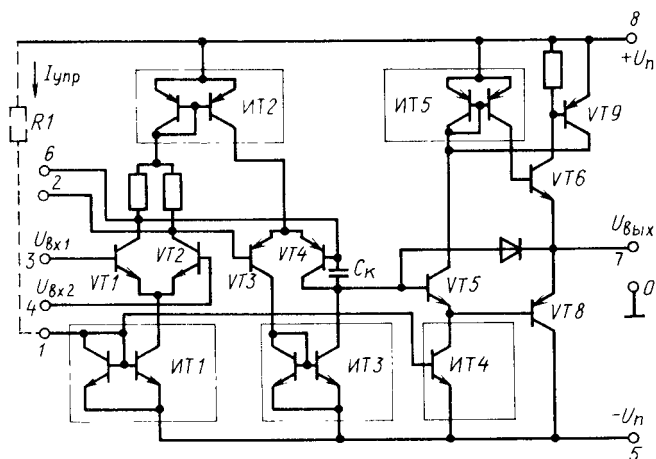 8
+Uп
Iупр
R1
ИТ2
ИТ5
VT9
6
2
VT6
Uвх1
3
VT1
VT2
VT3
VT4
Cк
VT5
Uвых
7
Uвх2
4
0
VT8
1
ИТ1
ИТ3
ИТ4
-Uп
5